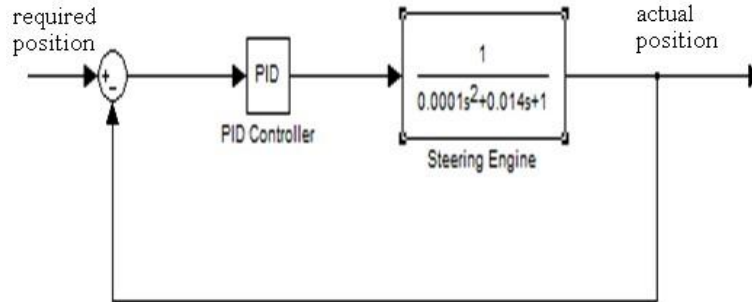 required
position
actual
position
+
-
PID
PID Controller
1
0.0001s²+0.014s+1
Steering Engine